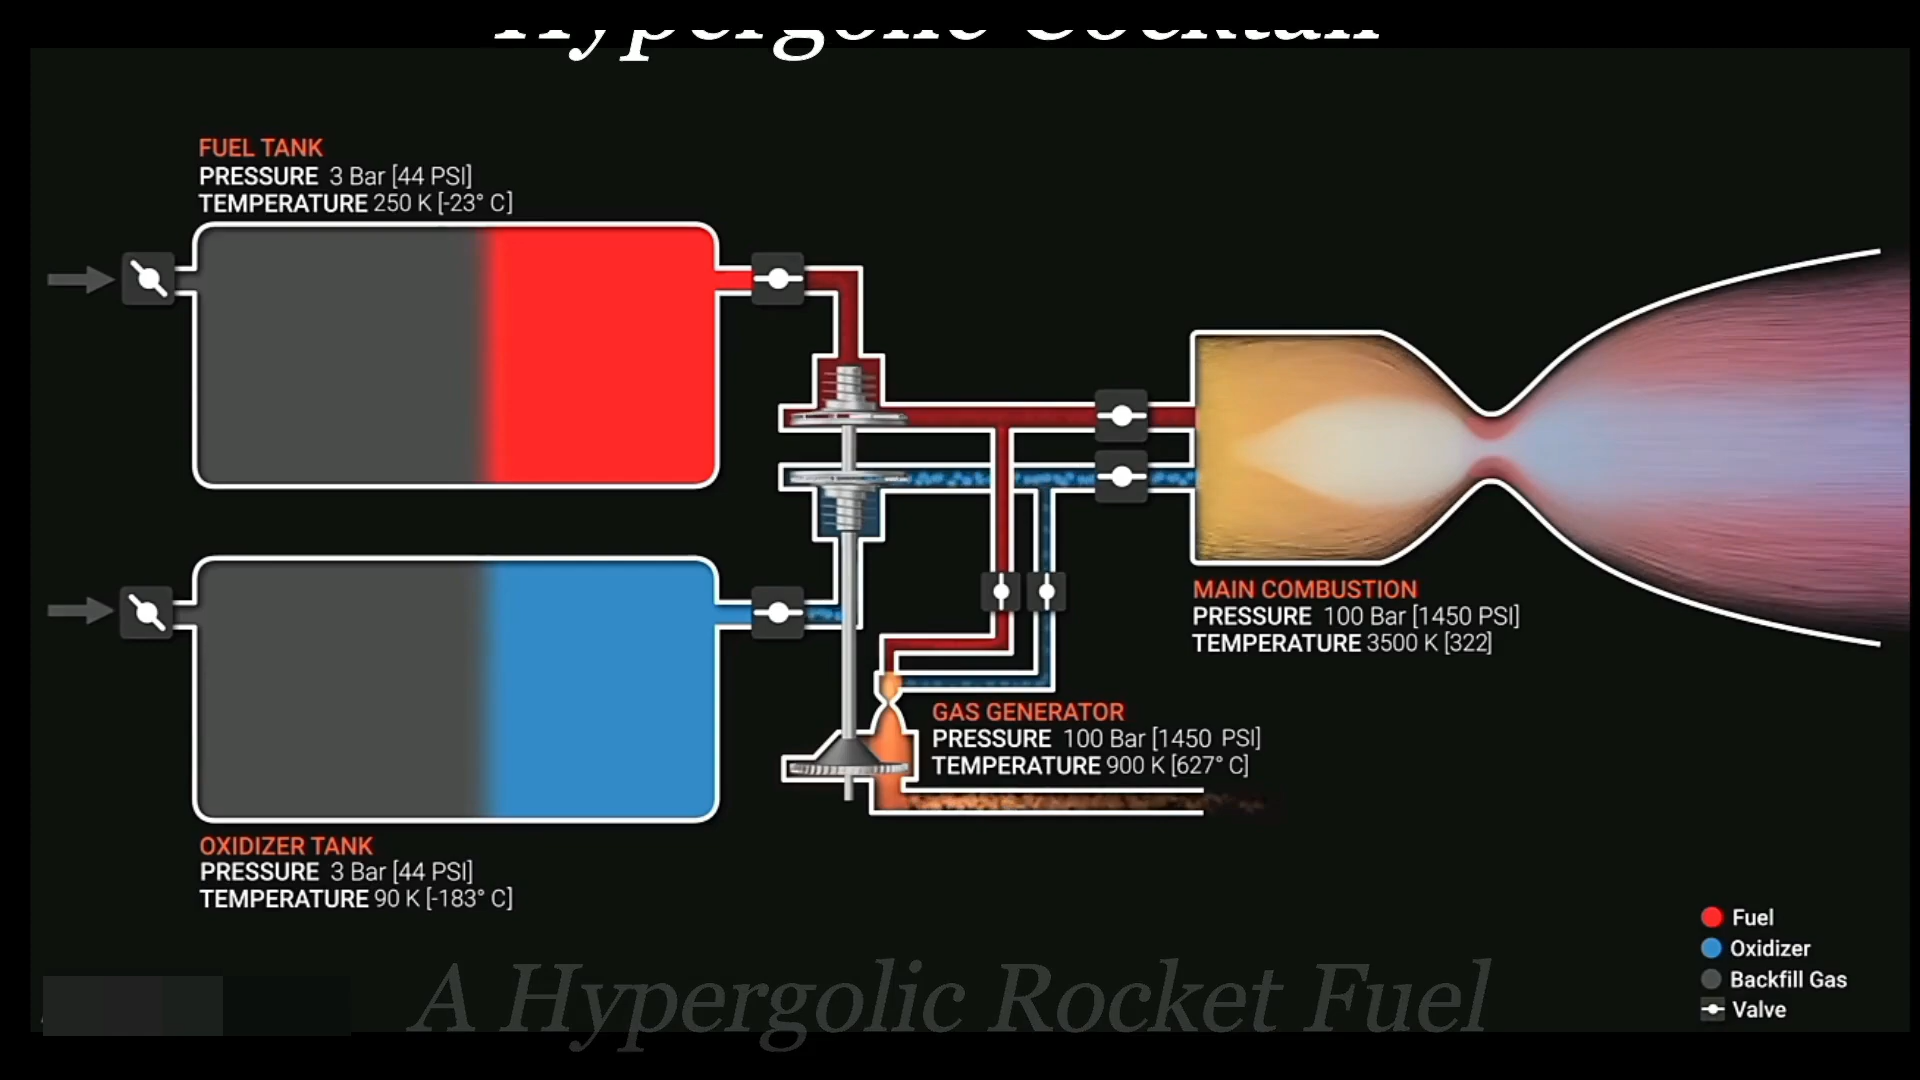 Hypergolic Cocktail
FUEL TANK
PRESSURE 3 Bar [44 PSI]
TEMPERATURE 250 K [-23° C]
MAIN COMBUSTION
PRESSURE 100 Bar [1450 PSI]
TEMPERATURE 3500 K [322]
GAS GENERATOR
PRESSURE 100 Bar [1450 PSI]
TEMPERATURE 900 K [627° C]
OXIDIZER TANK
PRESSURE 3 Bar [44 PSI]
TEMPERATURE 90 K [-183° C]
Fuel
Oxidizer
Backfill Gas
Valve
A Hypergolic Rocket Fuel